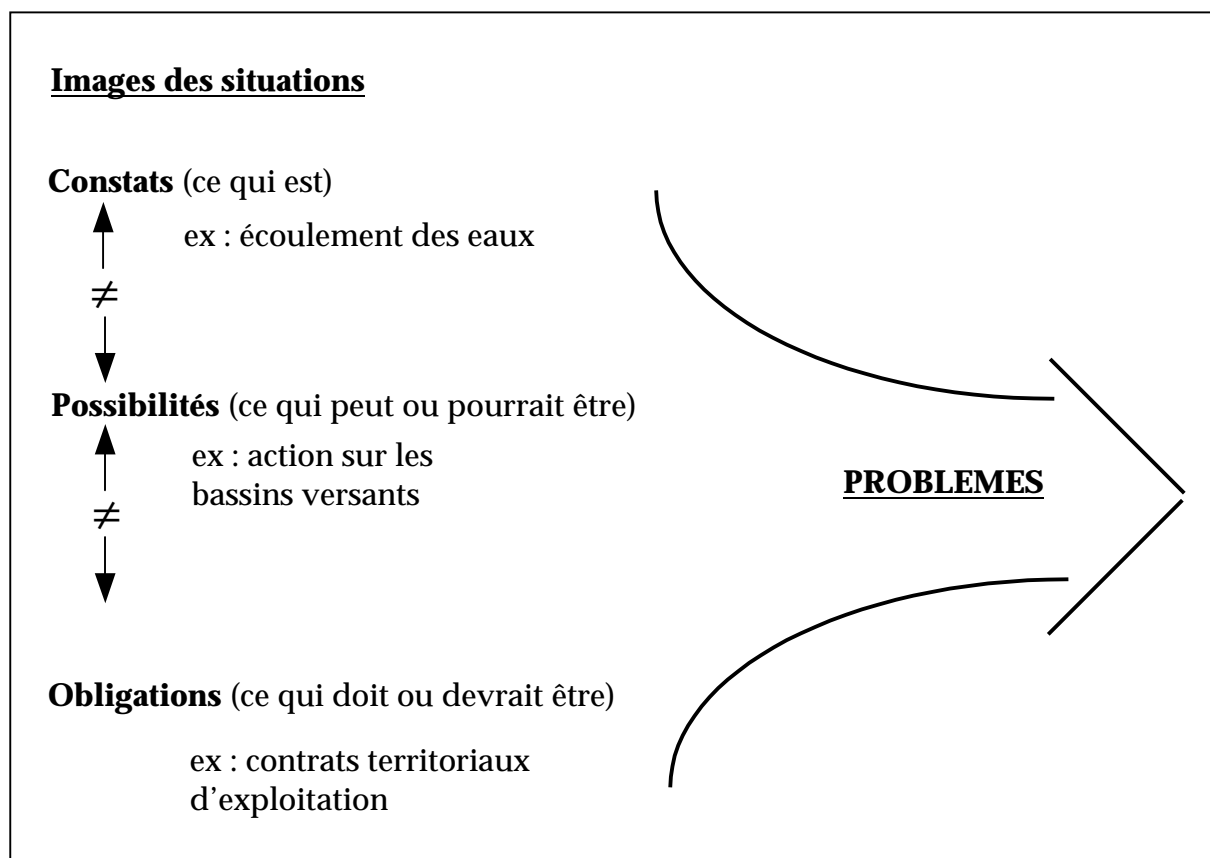 Images des situations
Constats (ce qui est)
ex : écoulement des eaux
≠
Possibilités (ce qui peut ou pourrait être)
ex : action sur les
bassins versants
≠
PROBLEMES
Obligations (ce qui doit ou devrait être)
ex : contrats territoriaux
d’exploitation